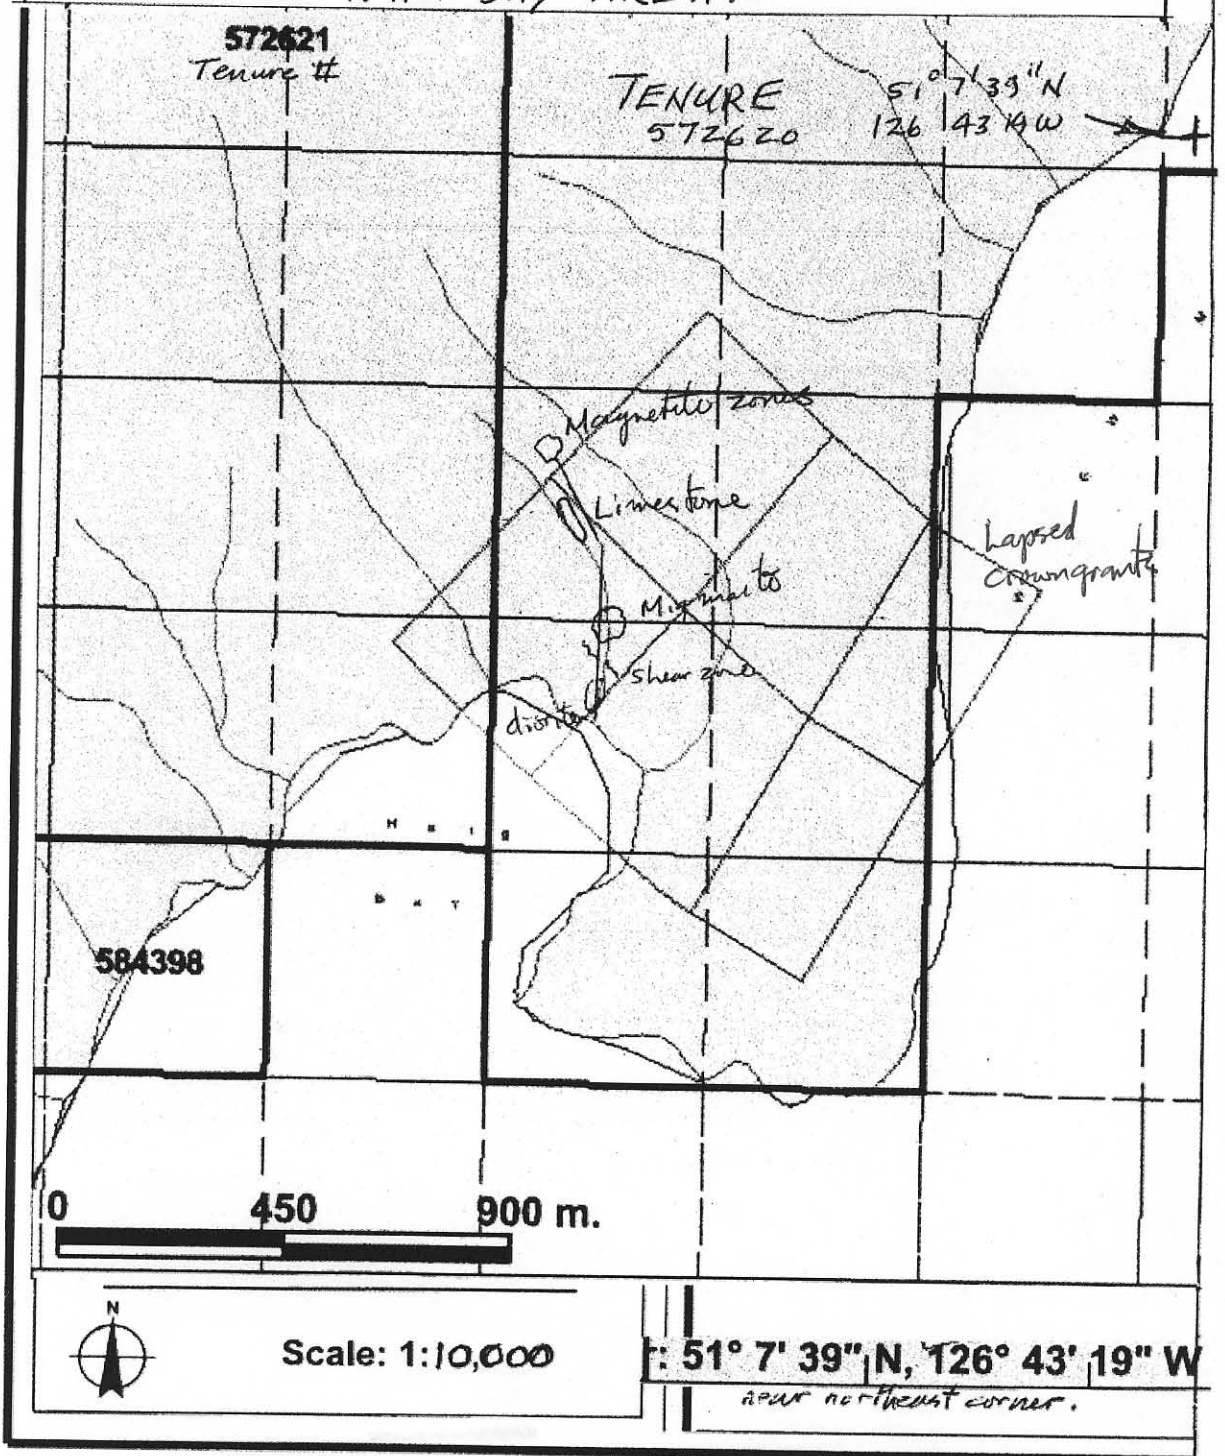 572621
Tenure #
TENURE
572620
51° 7' 39" N
126 43 19 W
Magnetite zones
Limestone
Lapsed
crowngrants
Migmatite
shear zone
diorite
H a i g
B a y
584398
0 450 900 m.
N
Scale: 1:10,000
r: 51° 7' 39" N, 126° 43' 19" W
near northeast corner.